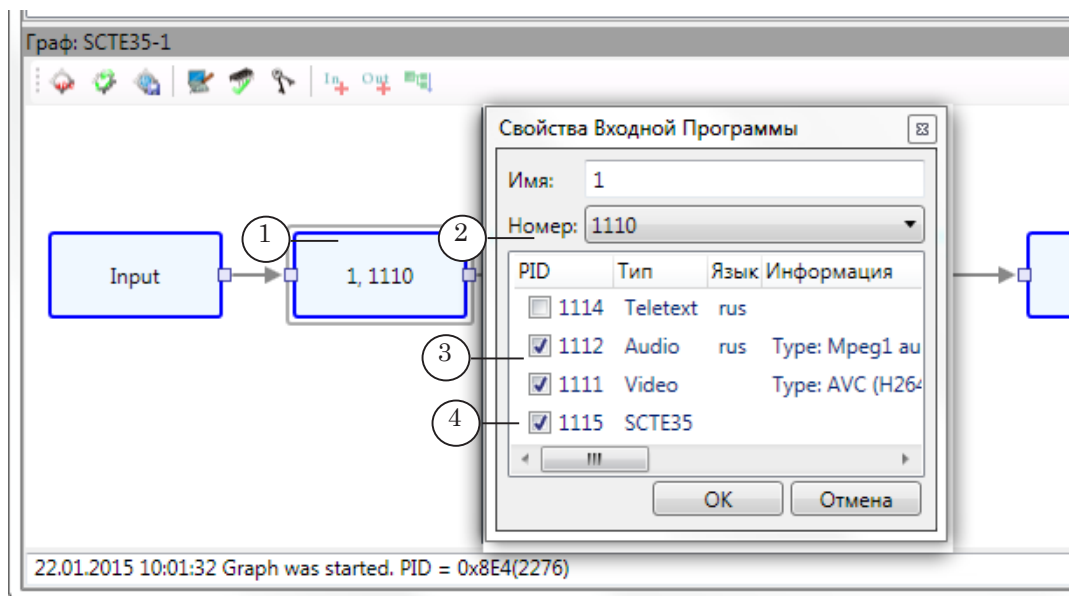 Граф: SCTE35-1
In Out
Свойства Входной Программы
Имя: 1
1
2
Номер: 1110
Input
1, 1110
PID Тип Язык Информация
1114 Teletext rus
3
1112 Audio rus Type: Mpeg1 au
1111 Video Type: AVC (H264
4
1115 SCTE35
OK Отмена
22.01.2015 10:01:32 Graph was started. PID = 0x8E4(2276)